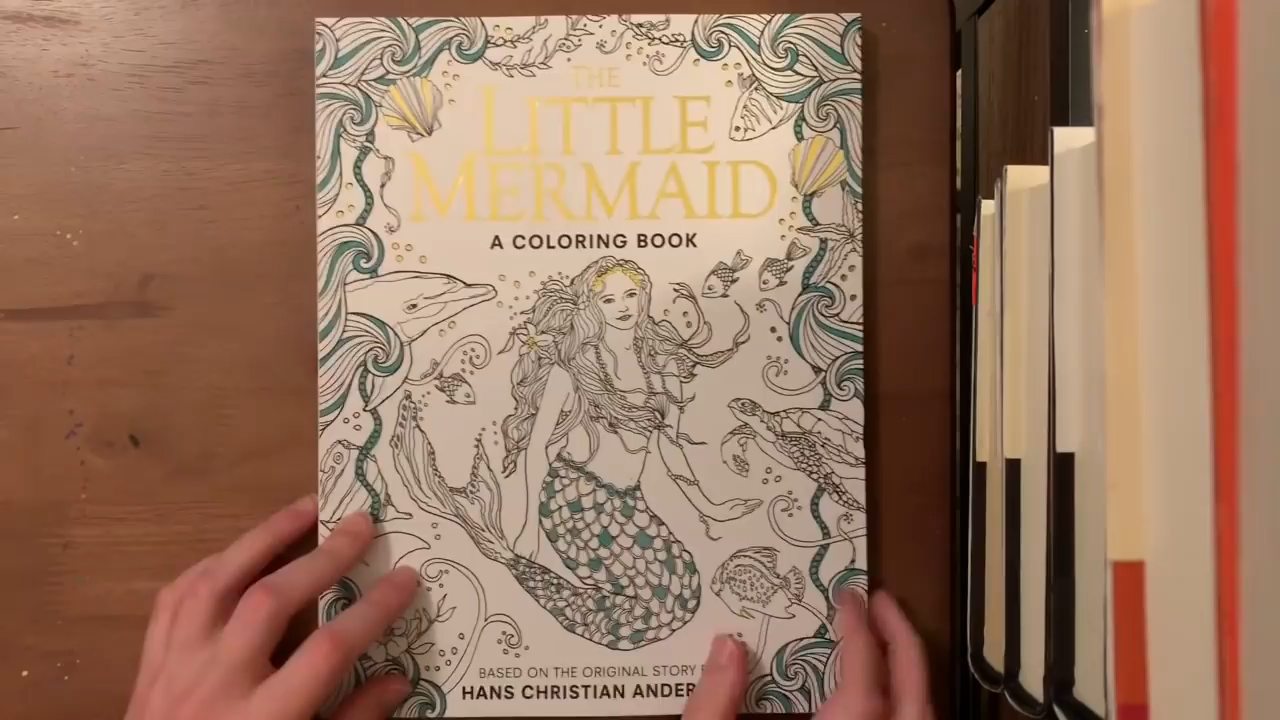 THE
LITTLE
MERMAID
A COLORING BOOK
BASED ON THE ORIGINAL STORY
HANS CHRISTIAN